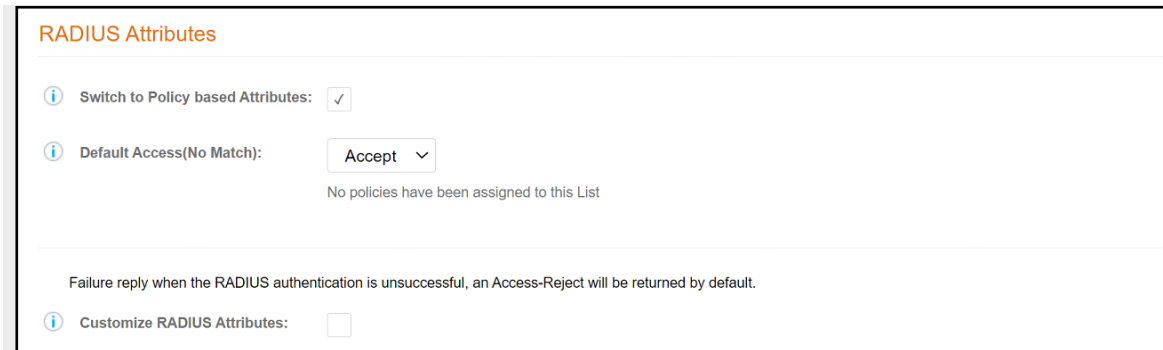 RADIUS Attributes
Switch to Policy based Attributes:
Default Access(No Match): Accept
No policies have been assigned to this List
Failure reply when the RADIUS authentication is unsuccessful, an Access-Reject will be returned by default.
Customize RADIUS Attributes: